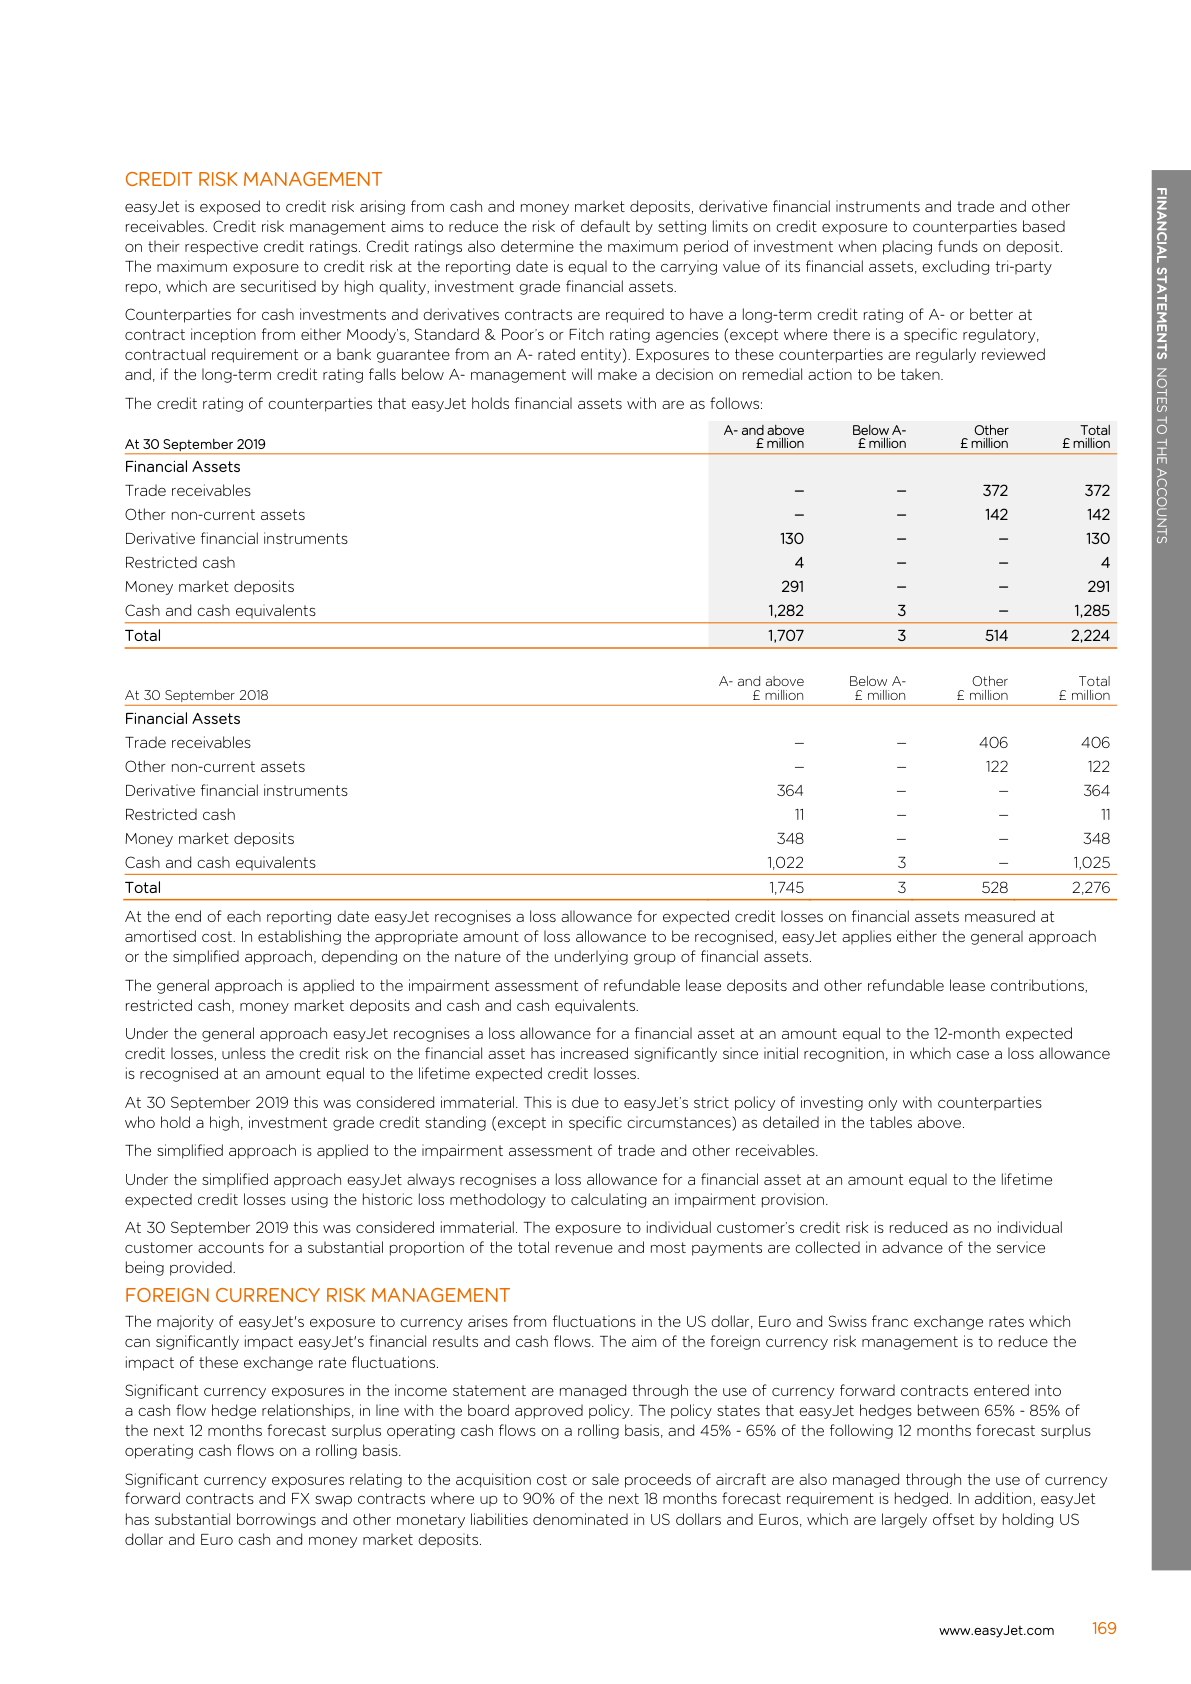 CREDIT RISK MANAGEMENT
easyJet is exposed to credit risk arising from cash and money market deposits, derivative financial instruments and trade and other
receivables. Credit risk management aims to reduce the risk of default by setting limits on credit exposure to counterparties based
on their respective credit ratings. Credit ratings also determine the maximum period of investment when placing funds on deposit.
The maximum exposure to credit risk at the reporting date is equal to the carrying value of its financial assets, excluding tri-party
repo, which are securitised by high quality, investment grade financial assets.
Counterparties for cash investments and derivatives contracts are required to have a long-term credit rating of A- or better at
contract inception from either Moody's, Standard & Poor's or Fitch rating agencies (except where there is a specific regulatory,
contractual requirement or a bank guarantee from an A- rated entity). Exposures to these counterparties are regularly reviewed
and, if the long-term credit rating falls below A- management will make a decision on remedial action to be taken.
The credit rating of counterparties that easyJet holds financial assets with are as follows:
A- and above Below A- Other Total
At 30 September 2019 £ million £ million £ million £ million
Financial Assets
Trade receivables – – 372 372
Other non-current assets – – 142 142
Derivative financial instruments 130 – – 130
Restricted cash 4 – – 4
Money market deposits 291 – – 291
Cash and cash equivalents 1,282 3 – 1,285
Total 1,707 3 514 2,224
A- and above Below A- Other Total
At 30 September 2018 £ million £ million £ million £ million
Financial Assets
Trade receivables – – 406 406
Other non-current assets – – 122 122
Derivative financial instruments 364 – – 364
Restricted cash 11 – – 11
Money market deposits 348 – – 348
Cash and cash equivalents 1,022 3 – 1,025
Total 1,745 3 528 2,276
At the end of each reporting date easyJet recognises a loss allowance for expected credit losses on financial assets measured at
amortised cost. In establishing the appropriate amount of loss allowance to be recognised, easyJet applies either the general approach
or the simplified approach, depending on the nature of the underlying group of financial assets.
The general approach is applied to the impairment assessment of refundable lease deposits and other refundable lease contributions,
restricted cash, money market deposits and cash and cash equivalents.
Under the general approach easyJet recognises a loss allowance for a financial asset at an amount equal to the 12-month expected
credit losses, unless the credit risk on the financial asset has increased significantly since initial recognition, in which case a loss allowance
is recognised at an amount equal to the lifetime expected credit losses.
At 30 September 2019 this was considered immaterial. This is due to easyJet's strict policy of investing only with counterparties
who hold a high, investment grade credit standing (except in specific circumstances) as detailed in the tables above.
The simplified approach is applied to the impairment assessment of trade and other receivables.
Under the simplified approach easyJet always recognises a loss allowance for a financial asset at an amount equal to the lifetime
expected credit losses using the historic loss methodology to calculating an impairment provision.
At 30 September 2019 this was considered immaterial. The exposure to individual customer's credit risk is reduced as no individual
customer accounts for a substantial proportion of the total revenue and most payments are collected in advance of the service
being provided.
FOREIGN CURRENCY RISK MANAGEMENT
The majority of easyJet's exposure to currency arises from fluctuations in the US dollar, Euro and Swiss franc exchange rates which
can significantly impact easyJet's financial results and cash flows. The aim of the foreign currency risk management is to reduce the
impact of these exchange rate fluctuations.
Significant currency exposures in the income statement are managed through the use of currency forward contracts entered into
a cash flow hedge relationships, in line with the board approved policy. The policy states that easyJet hedges between 65% - 85% of
the next 12 months forecast surplus operating cash flows on a rolling basis, and 45% - 65% of the following 12 months forecast surplus
operating cash flows on a rolling basis.
Significant currency exposures relating to the acquisition cost or sale proceeds of aircraft are also managed through the use of currency
forward contracts and FX swap contracts where up to 90% of the next 18 months forecast requirement is hedged. In addition, easyJet
has substantial borrowings and other monetary liabilities denominated in US dollars and Euros, which are largely offset by holding US
dollar and Euro cash and money market deposits.
FINANCIAL STATEMENTS NOTES TO THE ACCOUNTS
www.easyJet.com 169